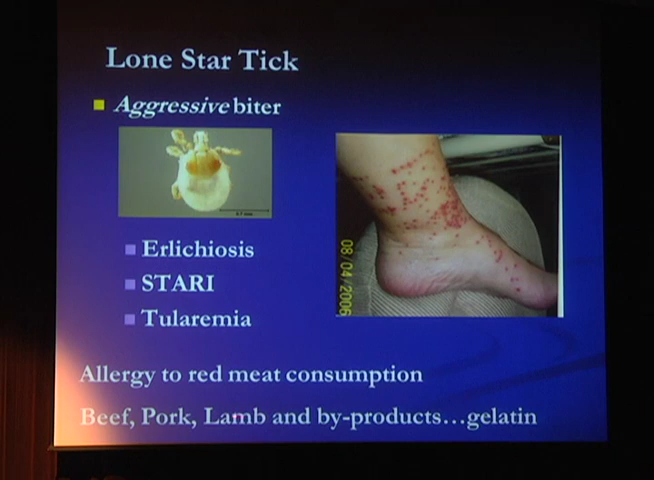 Lone Star Tick
Aggressive biter
Erlichiosis
STARI
Tularemia
08/04/2006
Allergy to red meat consumption
Beef, Pork, Lamb and by-products...gelatin